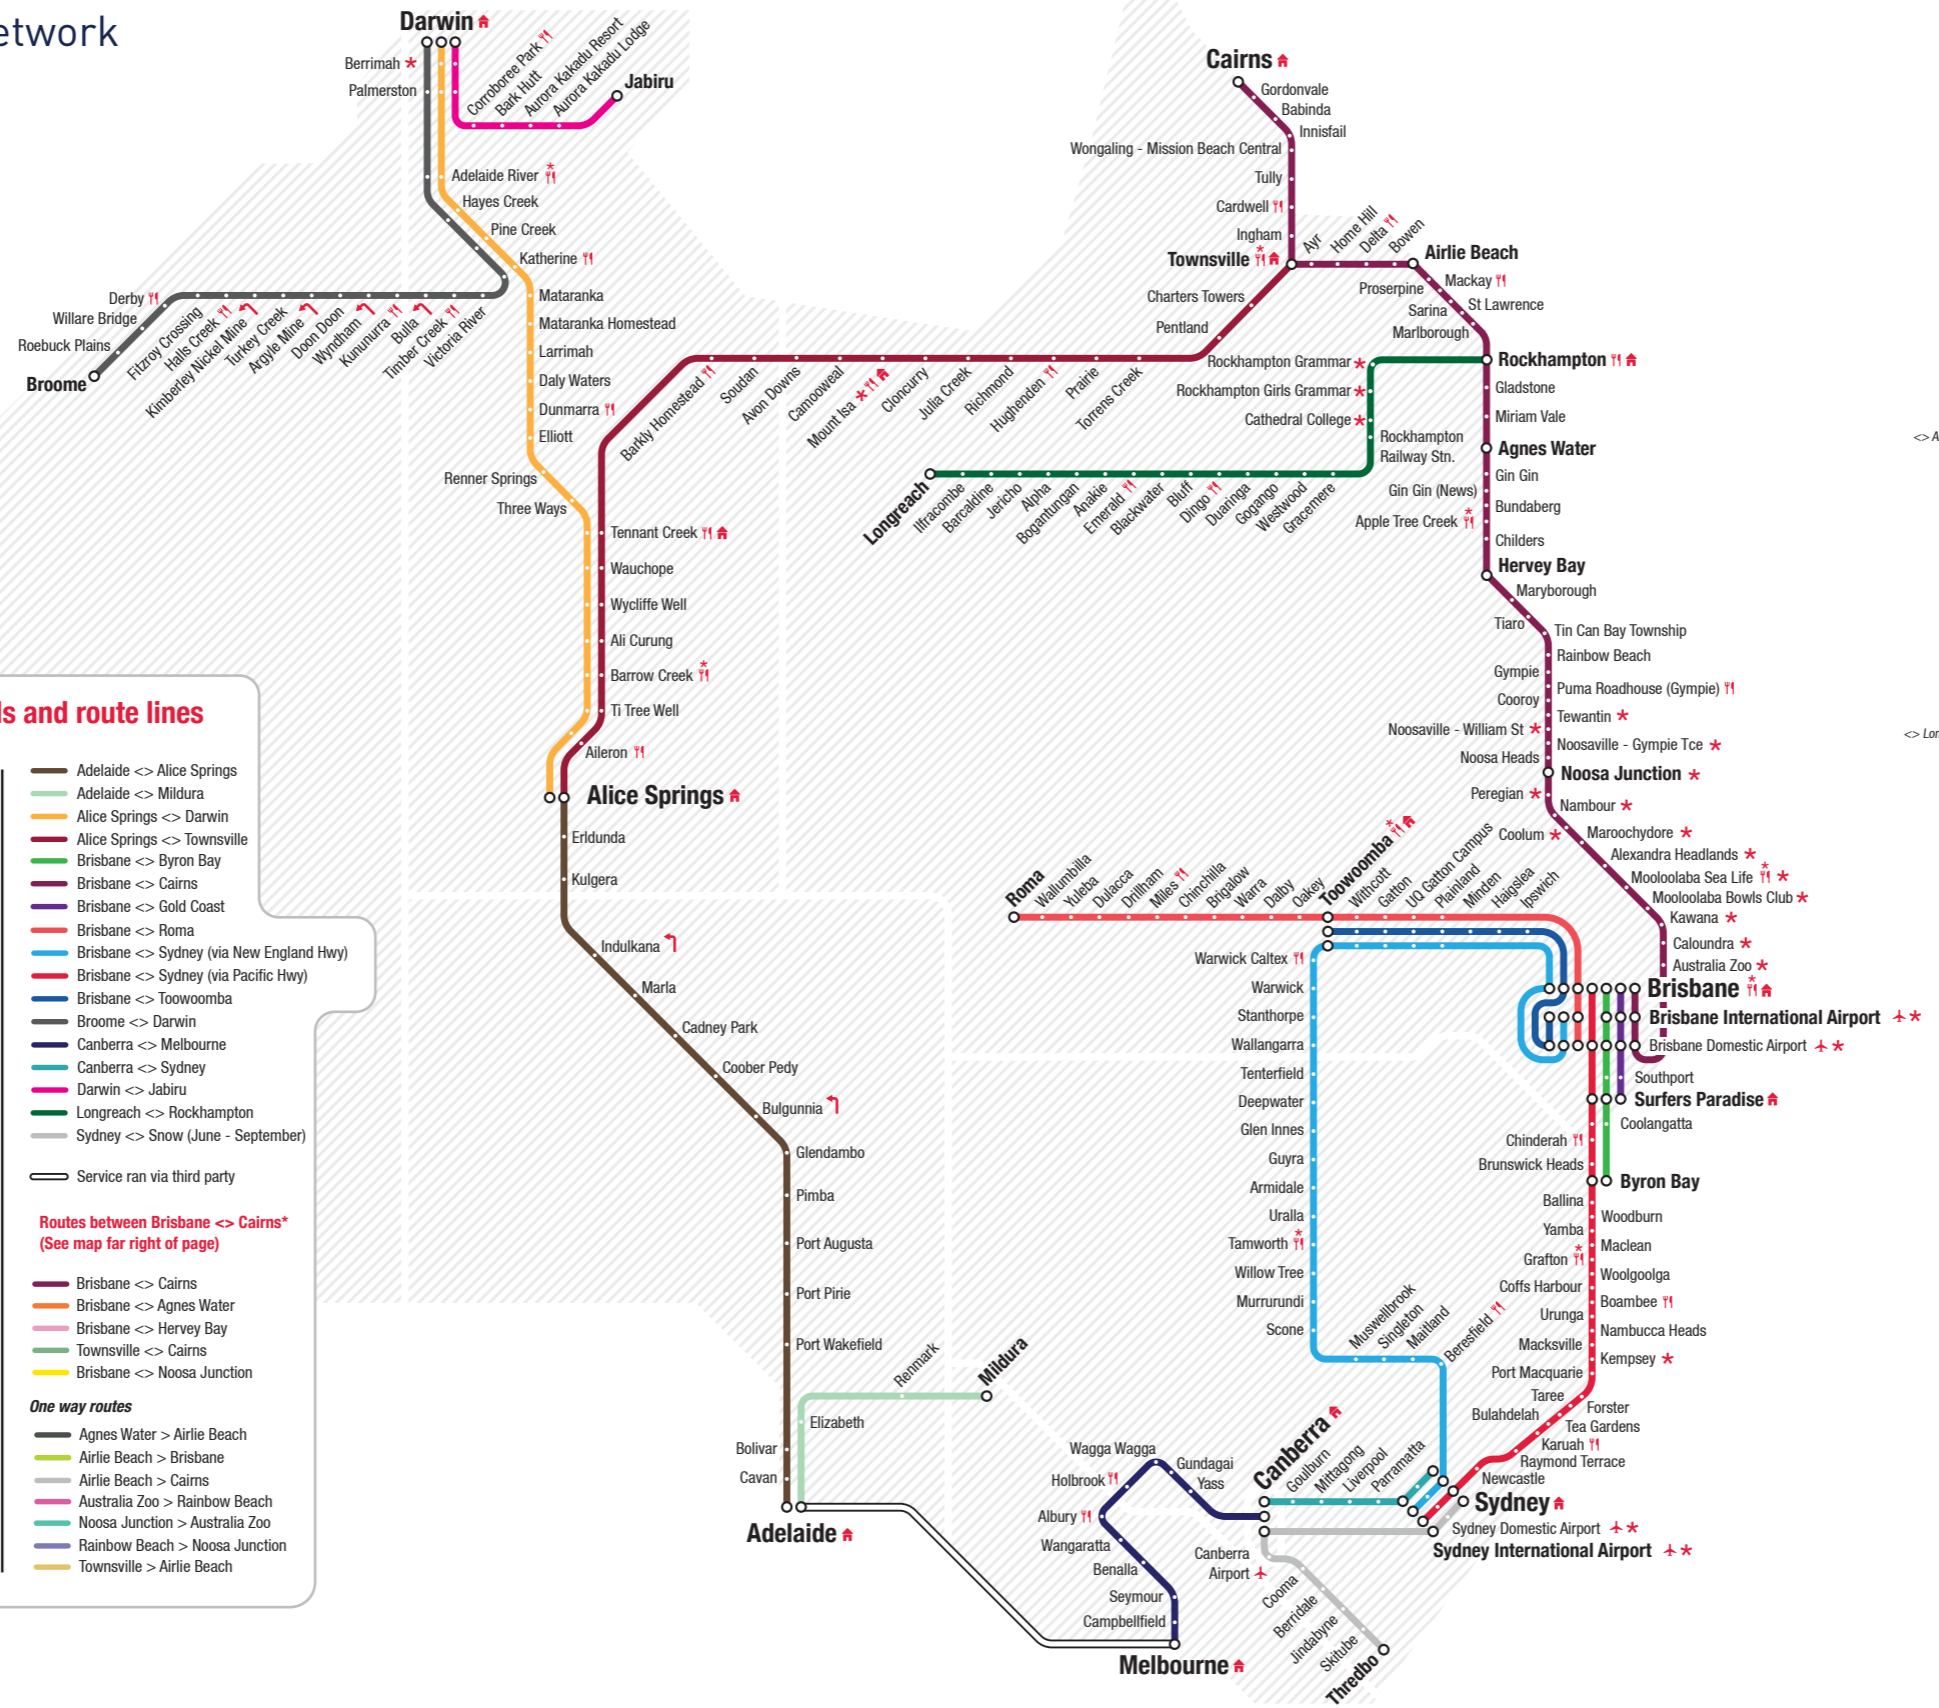 etwork
Darwin
Berrimah *
Palmerston
Corroboree Park
Bark Hutt
Aurora Kakadu Resort
Aurora Kakadu Lodge
Jabiru
Adelaide River *
Hayes Creek
Pine Creek
Katherine
Mataranka
Mataranka Homestead
Larrimah
Daly Waters
Dunmarra
Elliott
Renner Springs
Three Ways
Derby
Willare Bridge
Roebuck Plains
Broome
Fitzroy Crossing
Halls Creek
Kimberley Nickel Mine
Turkey Creek
Argyle Mine
Doon Doon
Wyndham
Kununurra
Bulla
Timber Creek
Victoria River
Tennant Creek
Wauchope
Wycliffe Well
Ali Curung
Barrow Creek *
Ti Tree Well
Aileron
Alice Springs
Erldunda
Kulgera
Indulkana
Marla
Cadney Park
Coober Pedy
Bulgunnia
Glendambo
Pimba
Port Augusta
Port Pirie
Port Wakefield
Bolivar
Cavan
Adelaide
Elizabeth
Renmark
Mildura
Barkly Homestead
Soudan
Avon Downs
Camooweal
Mount Isa *
Cloncurry
Julia Creek
Richmond
Hughenden
Prairie
Torrens Creek
Pentland
Charters Towers
Cairns
Gordonvale
Babinda
Innisfail
Wongaling - Mission Beach Central
Tully
Cardwell
Ingham
Townsville *
Ayr
Home Hill
Delta
Bowen
Airlie Beach
Proserpine
Mackay
Sarina
St Lawrence
Marlborough
Rockhampton
Rockhampton Grammar *
Rockhampton Girls Grammar *
Cathedral College *
Rockhampton
Railway Stn.
Longreach
Ilfracombe
Barcaldine
Jericho
Alpha
Bogantungan
Anakie
Emerald
Blackwater
Bluff
Dingo
Duaringa
Gogango
Westwood
Gracemere
Gladstone
Miriam Vale
Agnes Water
Gin Gin
Gin Gin (News)
Bundaberg
Apple Tree Creek *
Childers
Hervey Bay
Maryborough
Tiaro
Tin Can Bay Township
Rainbow Beach
Gympie
Puma Roadhouse (Gympie)
Cooroy
Tewantin *
Noosaville - William St *
Noosaville - Gympie Tce *
Noosa Heads
Noosa Junction *
Peregian *
Nambour *
Coolum *
Maroochydore *
Alexandra Headlands *
Mooloolaba Sea Life * *
Mooloolaba Bowls Club *
Kawana *
Caloundra *
Australia Zoo *
Brisbane *
Brisbane International Airport *
Brisbane Domestic Airport *
Southport
Surfers Paradise
Coolangatta
Chinderah
Brunswick Heads
Byron Bay
Ballina
Woodburn
Yamba
Maclean
Grafton *
Woolgoolga
Coffs Harbour
Boambee
Urunga
Nambucca Heads
Macksville
Kempsey *
Port Macquarie
Taree
Forster
Bulahdelah
Tea Gardens
Karuah
Raymond Terrace
Newcastle
Sydney
Sydney Domestic Airport *
Sydney International Airport *
Roma
Wallumbilla
Yuleba
Dulacca
Drillham
Miles
Chinchilla
Brigalow
Warra
Dalby
Oakey
Toowoomba *
Withcott
Gatton
UQ Gatton Campus
Plainland
Minden
Haigslea
Ipswich
Warwick Caltex
Warwick
Stanthorpe
Wallangarra
Tenterfield
Deepwater
Glen Innes
Guyra
Armidale
Uralla
Tamworth *
Willow Tree
Murrurundi
Scone
Muswellbrook
Singleton
Maitland
Beresfield
Canberra
Goulburn
Mittagong
Liverpool
Parramatta
Wagga Wagga
Gundagai
Yass
Holbrook
Albury
Wangaratta
Benalla
Seymour
Campbellfield
Melbourne
Canberra
Airport
Cooma
Berridale
Jindabyne
Skitube
Thredbo
<> A
<> Lon
ls and route lines
Adelaide <> Alice Springs
Adelaide <> Mildura
Alice Springs <> Darwin
Alice Springs <> Townsville
Brisbane <> Byron Bay
Brisbane <> Cairns
Brisbane <> Gold Coast
Brisbane <> Roma
Brisbane <> Sydney (via New England Hwy)
Brisbane <> Sydney (via Pacific Hwy)
Brisbane <> Toowoomba
Broome <> Darwin
Canberra <> Melbourne
Canberra <> Sydney
Darwin <> Jabiru
Longreach <> Rockhampton
Sydney <> Snow (June - September)
Service ran via third party
Routes between Brisbane <> Cairns*
(See map far right of page)
Brisbane <> Cairns
Brisbane <> Agnes Water
Brisbane <> Hervey Bay
Townsville <> Cairns
Brisbane <> Noosa Junction
One way routes
Agnes Water > Airlie Beach
Airlie Beach > Brisbane
Airlie Beach > Cairns
Australia Zoo > Rainbow Beach
Noosa Junction > Australia Zoo
Rainbow Beach > Noosa Junction
Townsville > Airlie Beach